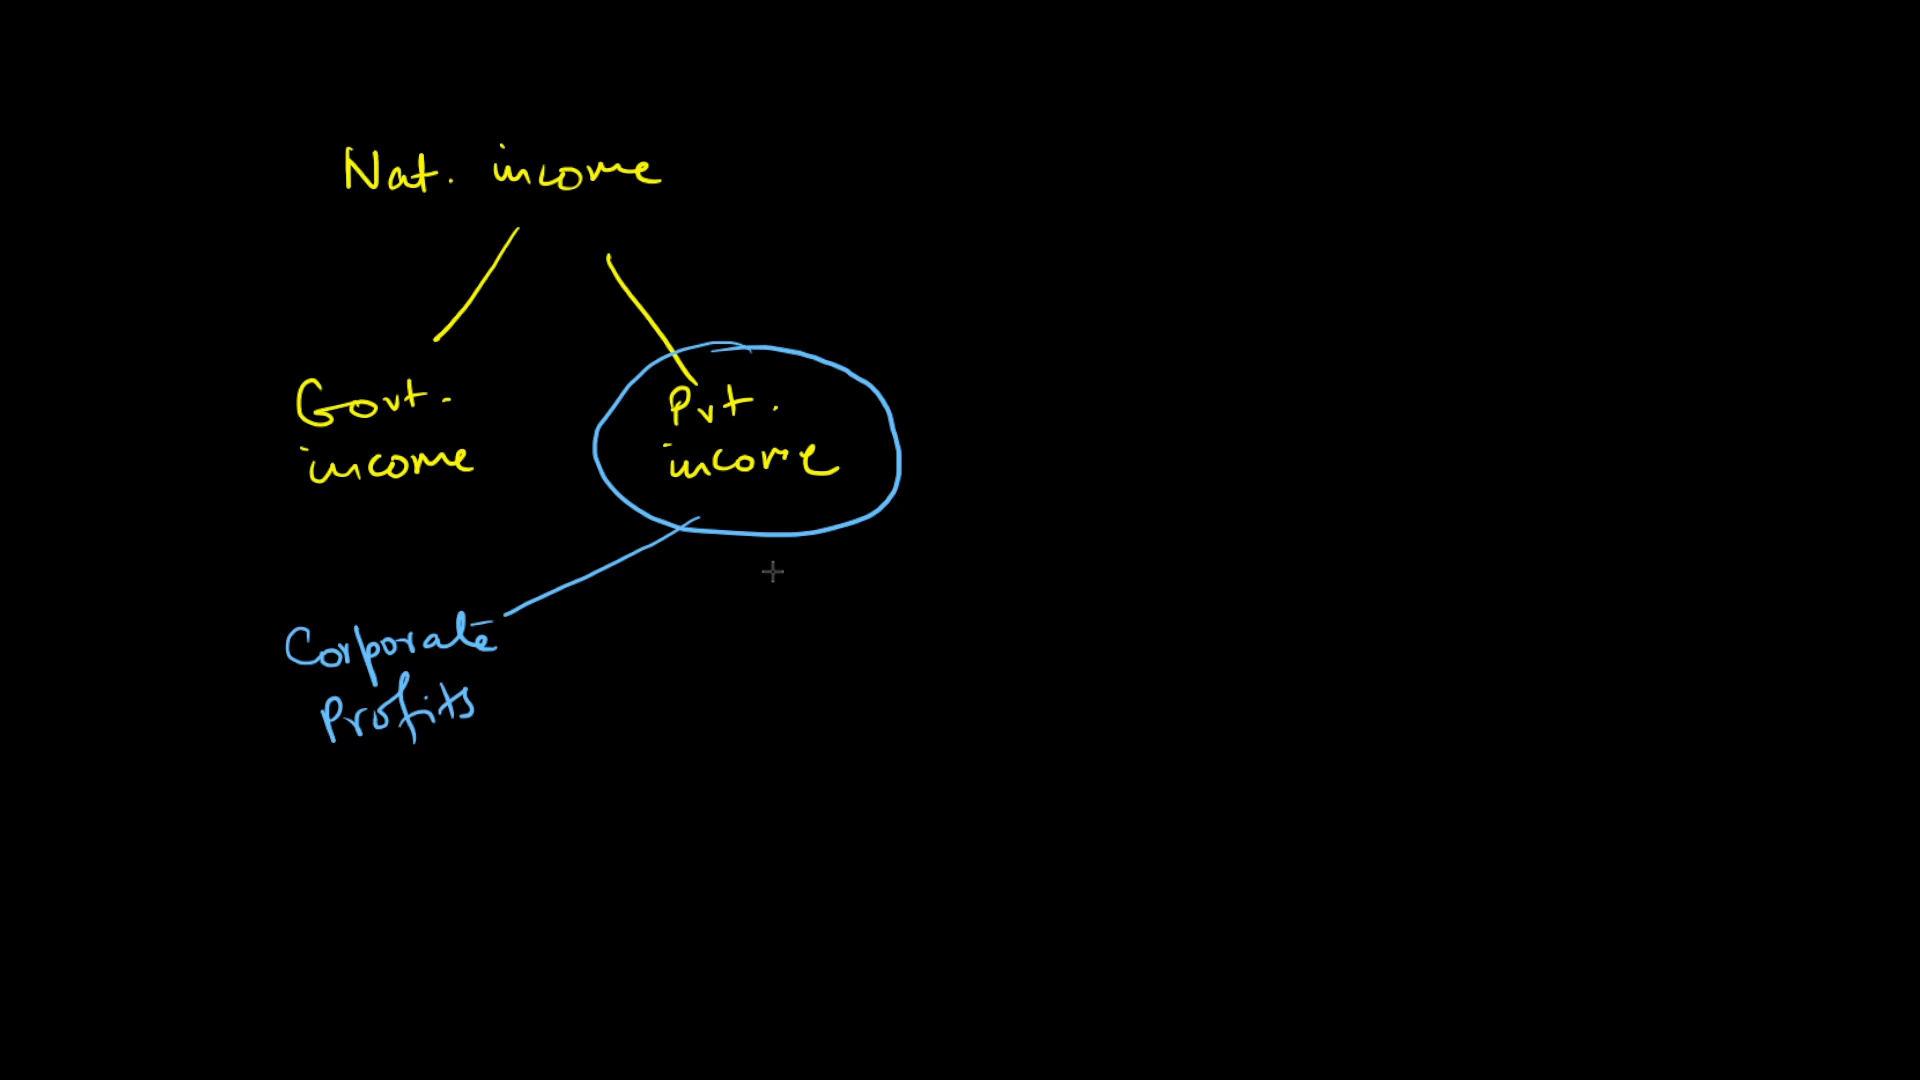 Nat. income
Govt. income
Pvt. income
Corporate
Profits